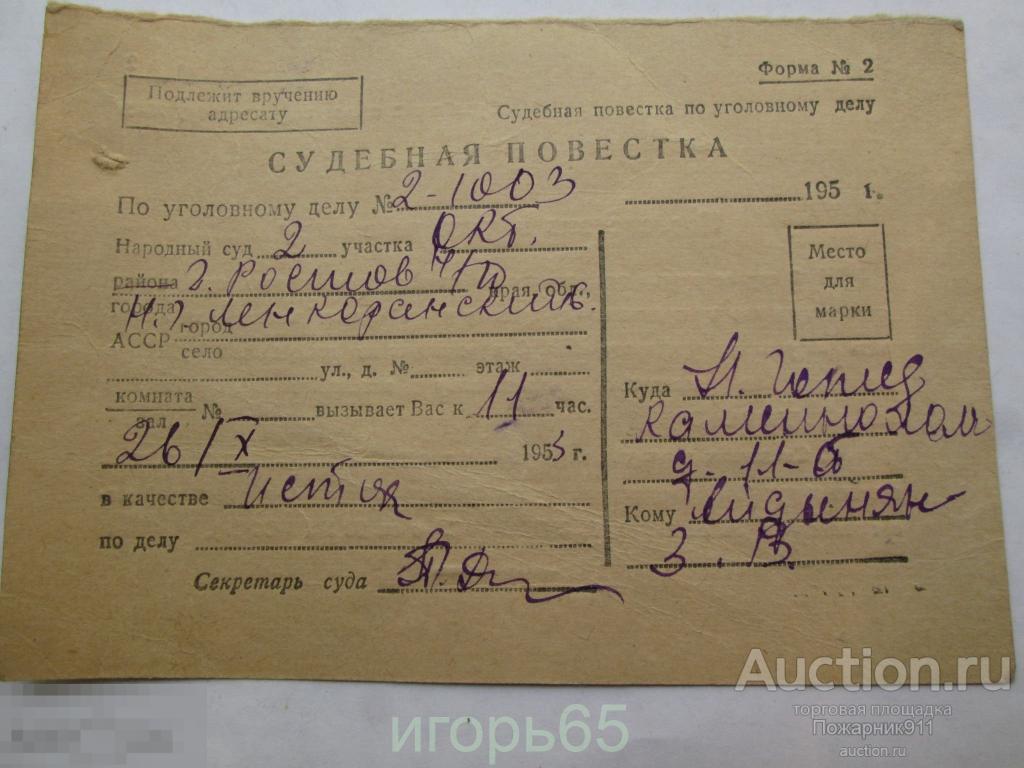 Форма № 2
Подлежит вручению
адресату
Судебная повестка по уголовному делу
СУДЕБНАЯ ПОВЕСТКА
По уголовному делу № 2-1003
195 г.
Народный суд 2 участка Окт.
района г. Ростов н/Д края, обл.,
города
АССР город
село
ул., д. № этаж
комната
зал № вызывает Вас к 11 час.
26/X 1953 г.
в качестве Истца
по делу
Секретарь суда
Место
для
марки
Куда
д. 11-б
Кому Айдинян
З. В.
Auction.ru
торговая площадка
Пожарник911
auction.ru
игорь65